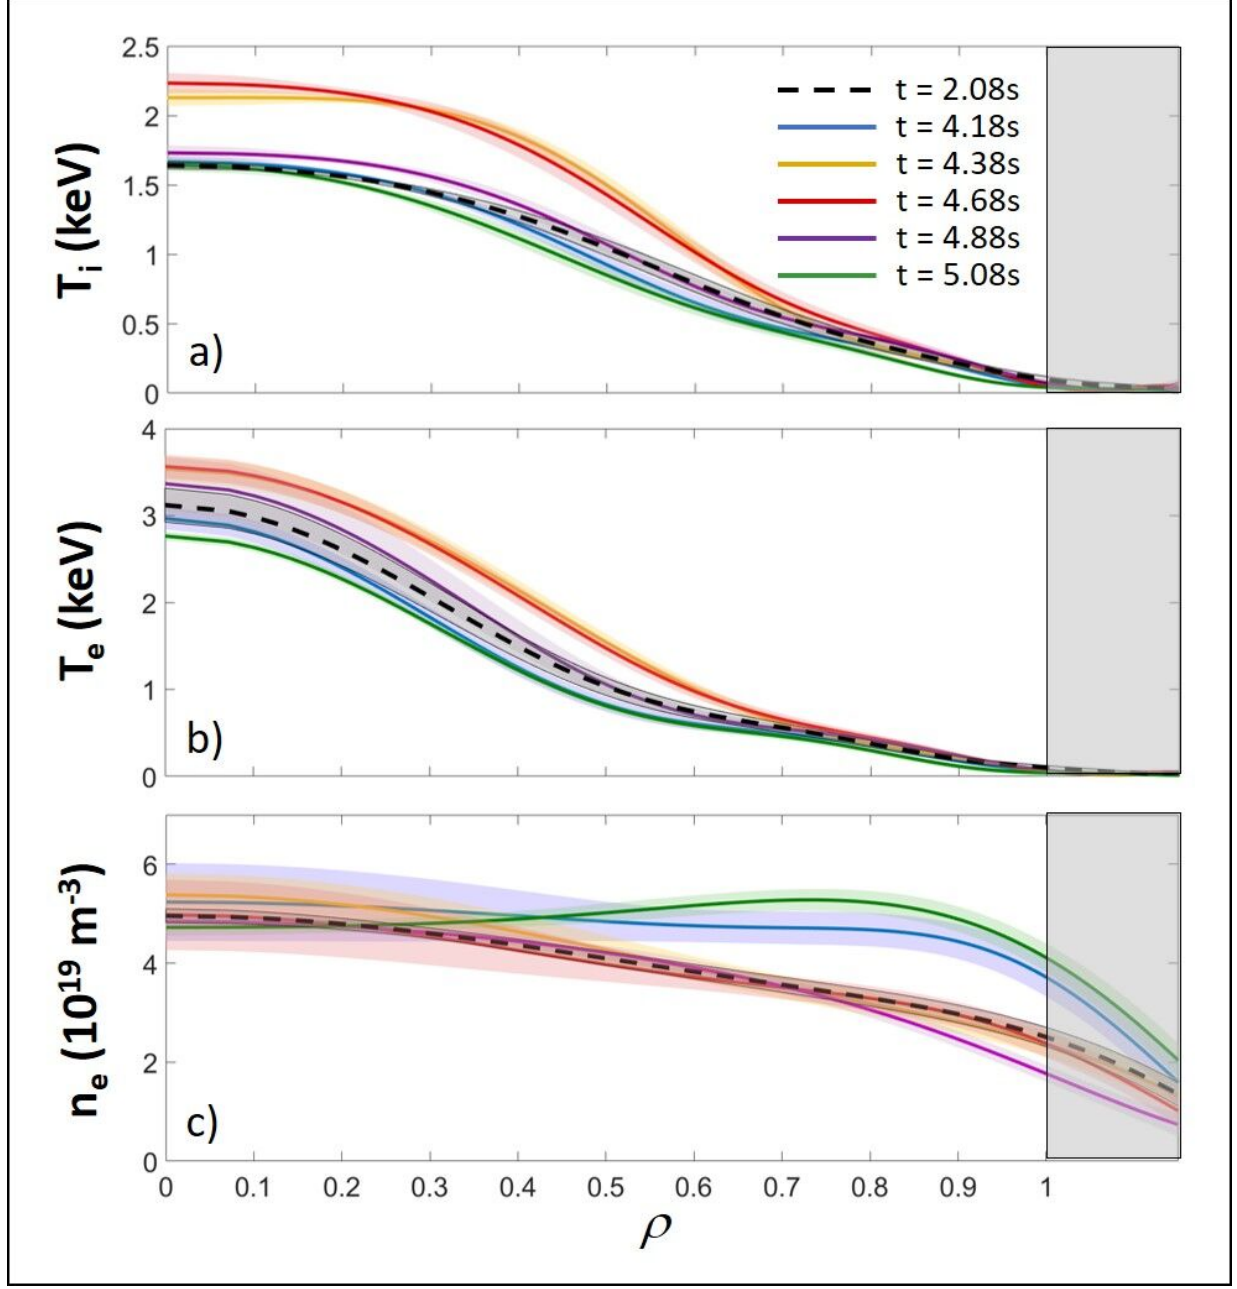 2.5
2
1.5
1
0.5
0
T_i (keV)
a)
t = 2.08s
t = 4.18s
t = 4.38s
t = 4.68s
t = 4.88s
t = 5.08s
4
3
2
1
0
T_e (keV)
b)
6
4
2
0
n_e (10^19 m^-3)
c)
0 0.1 0.2 0.3 0.4 0.5 0.6 0.7 0.8 0.9 1
ρ